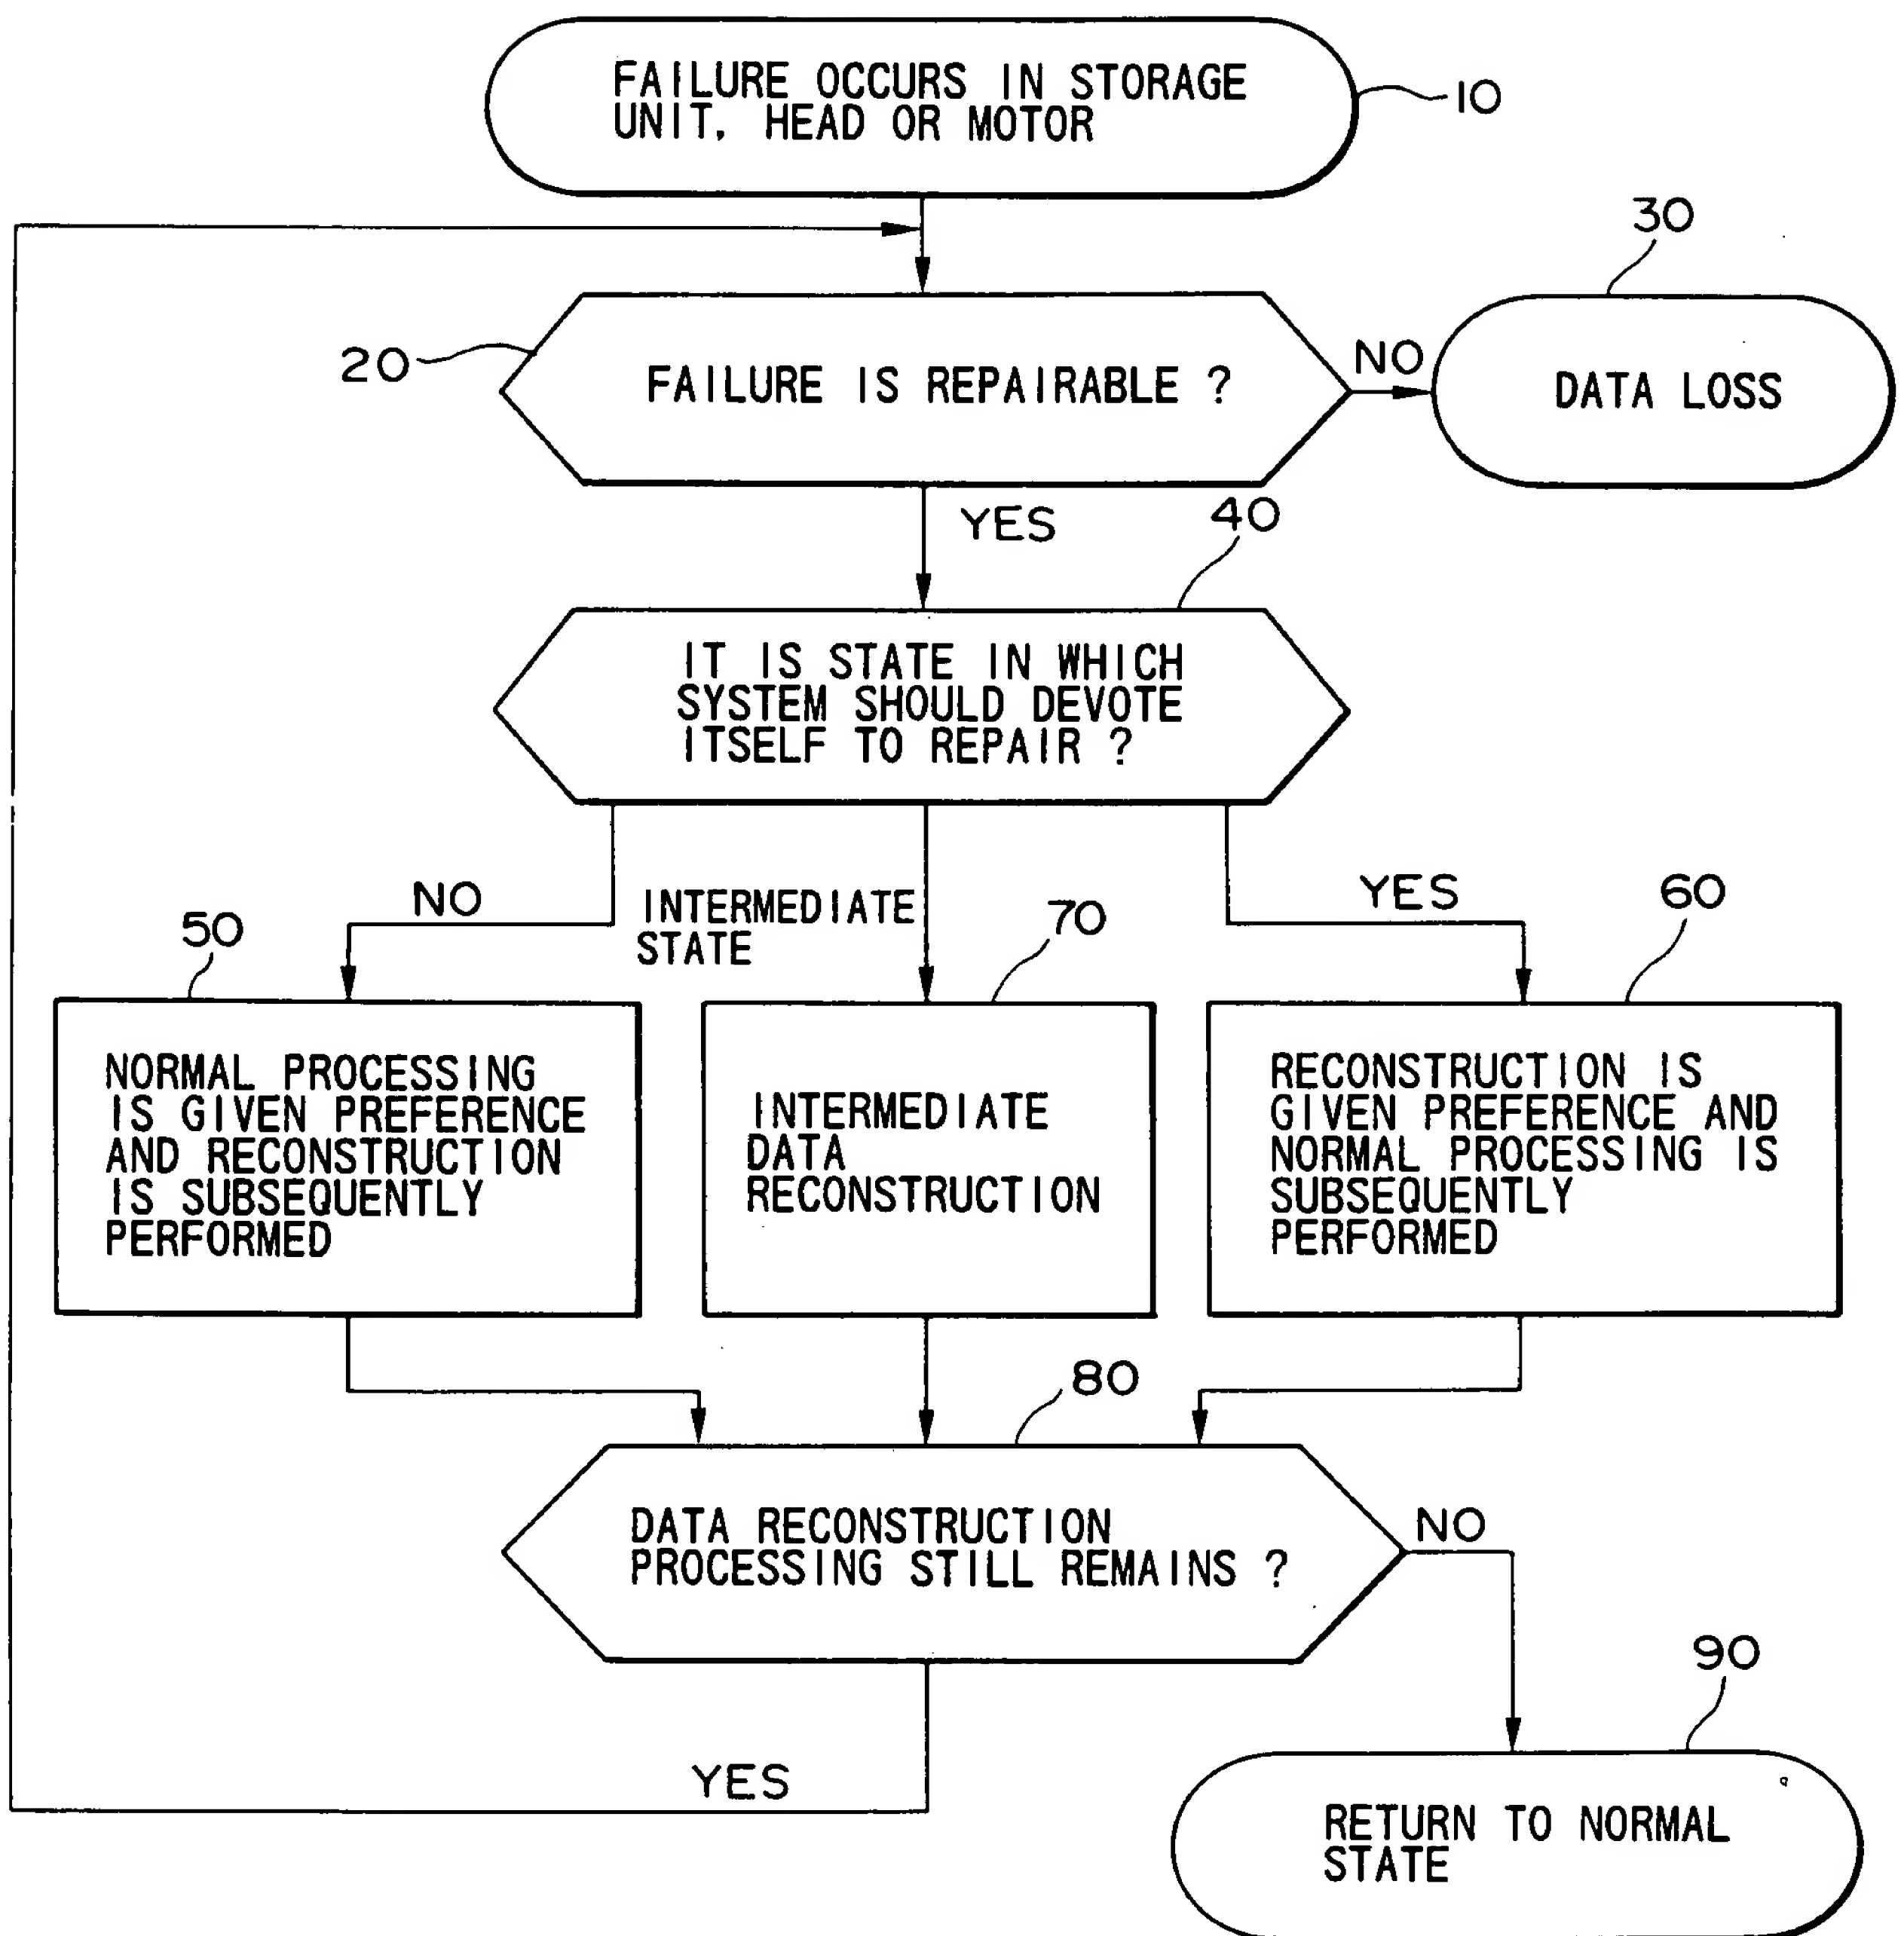 FAILURE OCCURS IN STORAGE
UNIT, HEAD OR MOTOR
10
30
20
FAILURE IS REPAIRABLE ?
NO
DATA LOSS
YES
40
IT IS STATE IN WHICH
SYSTEM SHOULD DEVOTE
ITSELF TO REPAIR ?
NO
INTERMEDIATE
STATE
YES
50
70
60
NORMAL PROCESSING
IS GIVEN PREFERENCE
AND RECONSTRUCTION
IS SUBSEQUENTLY
PERFORMED
INTERMEDIATE
DATA
RECONSTRUCTION
RECONSTRUCTION IS
GIVEN PREFERENCE AND
NORMAL PROCESSING IS
SUBSEQUENTLY
PERFORMED
80
DATA RECONSTRUCTION
PROCESSING STILL REMAINS ?
NO
90
YES
RETURN TO NORMAL
STATE